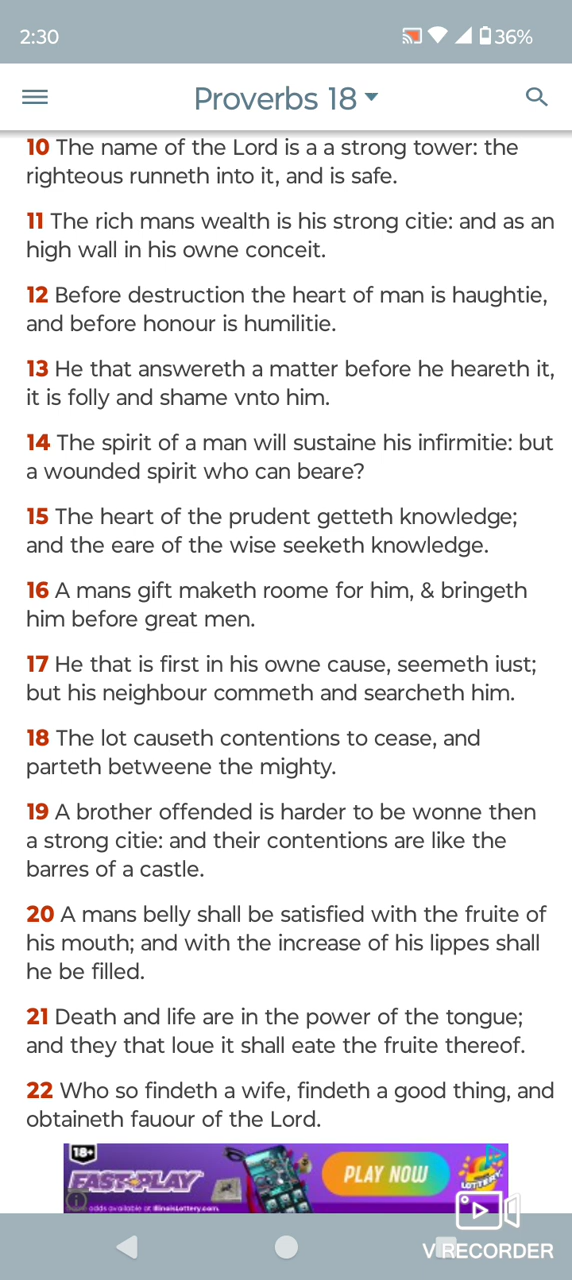 2:30
36%
Proverbs 18
10 The name of the Lord is a a strong tower: the
righteous runneth into it, and is safe.
11 The rich mans wealth is his strong citie: and as an
high wall in his owne conceit.
12 Before destruction the heart of man is haughtie,
and before honour is humilitie.
13 He that answereth a matter before he heareth it,
it is folly and shame vnto him.
14 The spirit of a man will sustaine his infirmitie: but
a wounded spirit who can beare?
15 The heart of the prudent getteth knowledge;
and the eare of the wise seeketh knowledge.
16 A mans gift maketh roome for him, & bringeth
him before great men.
17 He that is first in his owne cause, seemeth iust;
but his neighbour commeth and searcheth him.
18 The lot causeth contentions to cease, and
parteth betweene the mighty.
19 A brother offended is harder to be wonne then
a strong citie: and their contentions are like the
barres of a castle.
20 A mans belly shall be satisfied with the fruite of
his mouth; and with the increase of his lippes shall
he be filled.
21 Death and life are in the power of the tongue;
and they that loue it shall eate the fruite thereof.
22 Who so findeth a wife, findeth a good thing, and
obtaineth fauour of the Lord.
18+
FAST PLAY
PLAY NOW
LOTTERY
odds available at IllinoisLottery.com.
V RECORDER